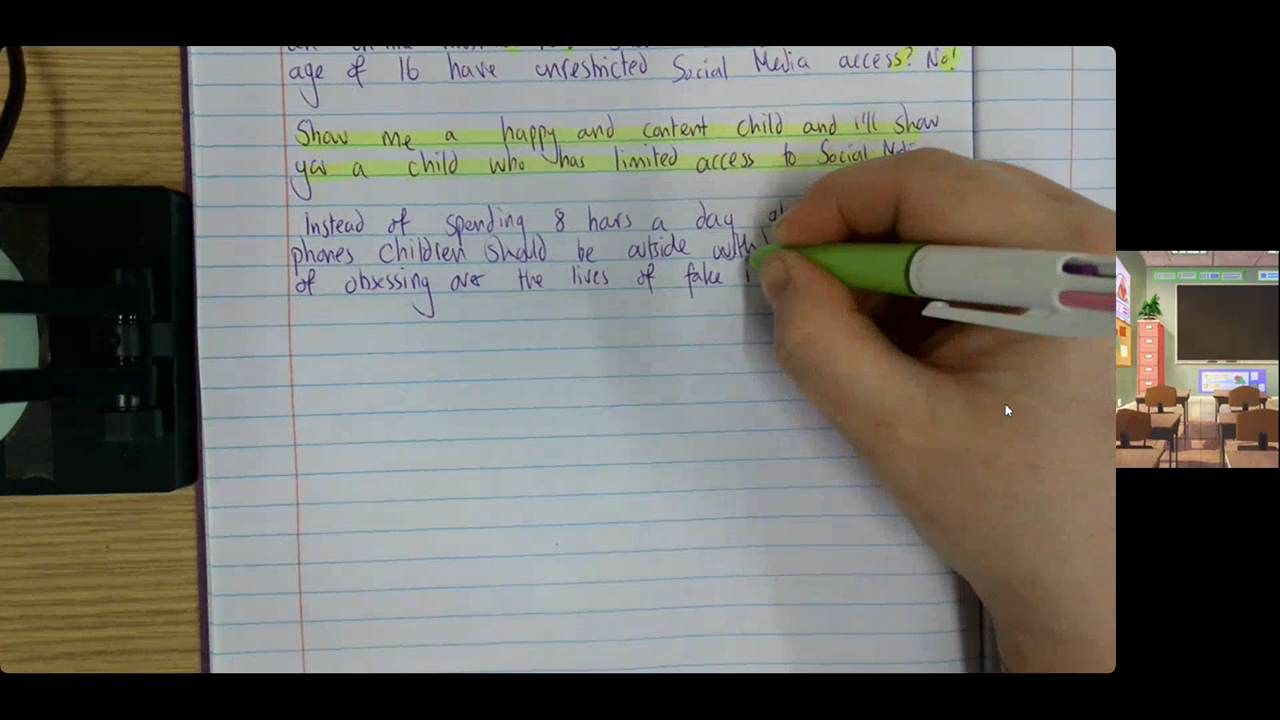 age of 16 have unrestricted Social Media access? No!
Show me a happy and content child and i'll show
you a child who has limited access to Social
Instead of spending 8 hours a day
phones Children Should be outside with
of obsessing over the lives of fake